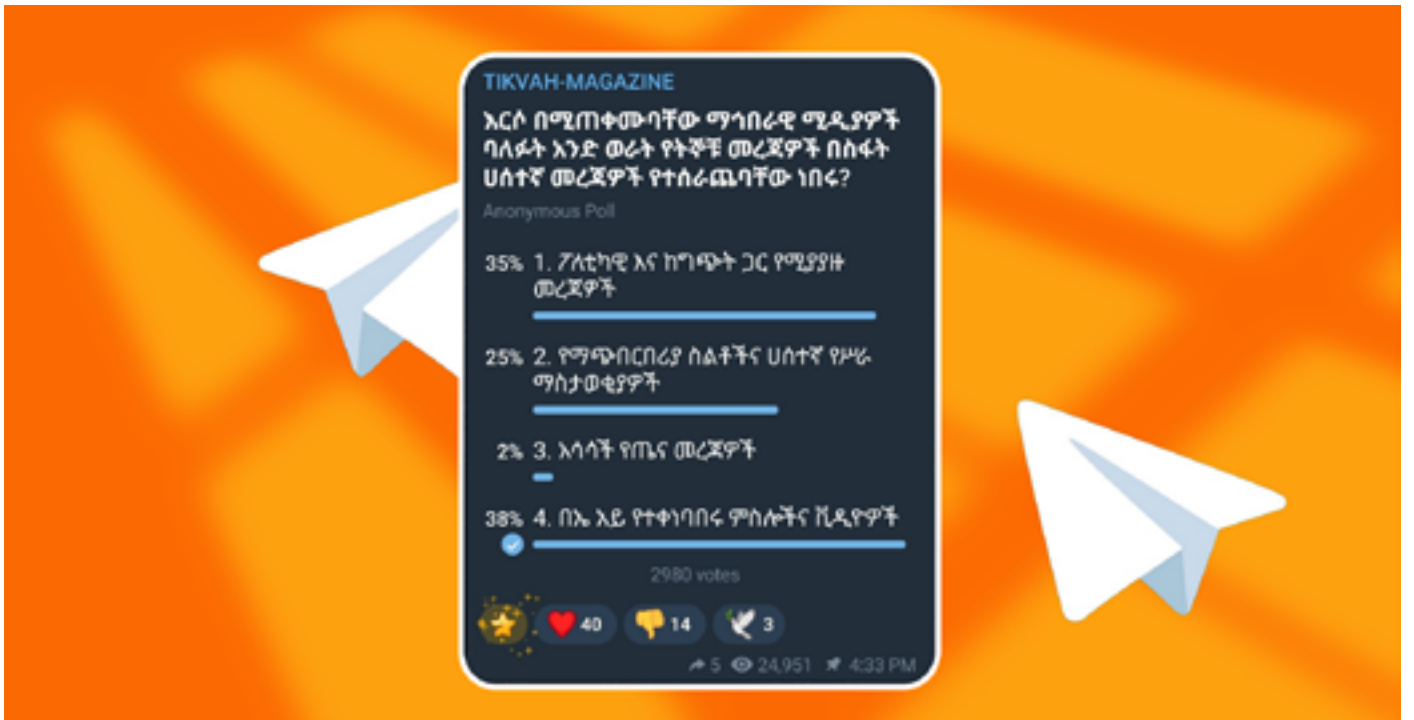 TIKVAH-MAGAZINE
እርሶ በሚጠቀሙባቸው ማኅበራዊ ሚዲያዎች
ባለፉት አንድ ወራት የትኞቹ መረጃዎች በስፋት
ሀሰተኛ መረጃዎች የተሰራጨባቸው ነበሩ?
Anonymous Poll
35% 1. ፖለቲካዊ እና ከግጭት ጋር የሚያያዙ
መረጃዎች
25% 2. የማጭበርበሪያ ስልቶችና ሀሰተኛ የሥራ
ማስታወቂያዎች
2% 3. አሳሳች የጤና መረጃዎች
38% 4. በኤ አይ የተቀነባበሩ ምስሎችና ቪዲዮዎች
2980 votes
40 14 3
5 24,951 4:33 PM